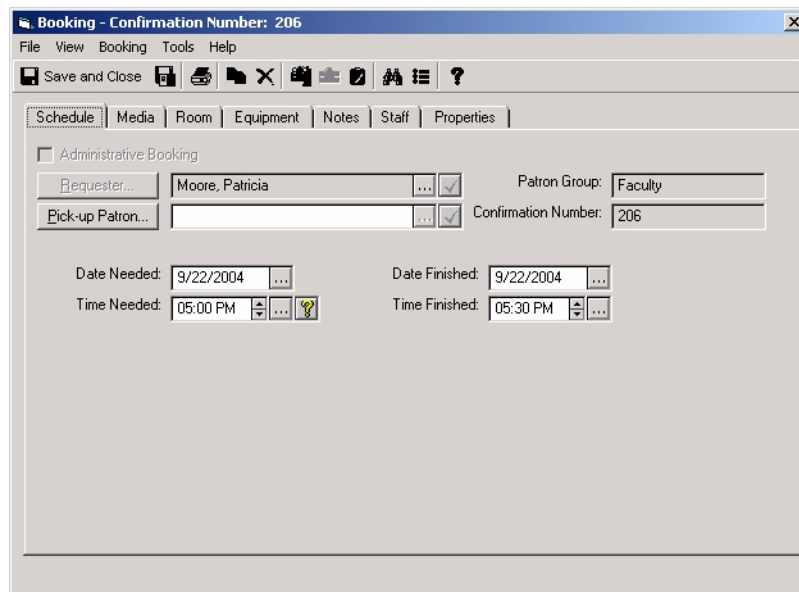 Booking - Confirmation Number: 206
File View Booking Tools Help
Save and Close
Schedule Media Room Equipment Notes Staff Properties
Administrative Booking
Requester... Moore, Patricia ... Patron Group: Faculty
Pick-up Patron... ... Confirmation Number: 206
Date Needed: 9/22/2004 ... Date Finished: 9/22/2004 ...
Time Needed: 05:00 PM ... ? Time Finished: 05:30 PM ...